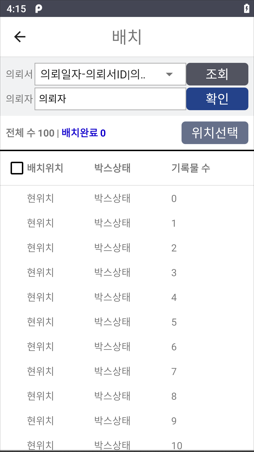 4:15
배치
의뢰서 의뢰일자-의뢰서ID|의.. 조회
의뢰자 의뢰자 확인
전체 수 100 | 배치완료 0 위치선택
배치위치 박스상태 기록물 수
현위치 박스상태 0
현위치 박스상태 1
현위치 박스상태 2
현위치 박스상태 3
현위치 박스상태 4
현위치 박스상태 5
현위치 박스상태 6
현위치 박스상태 7
현위치 박스상태 8
현위치 박스상태 9
현위치 박스상태 10